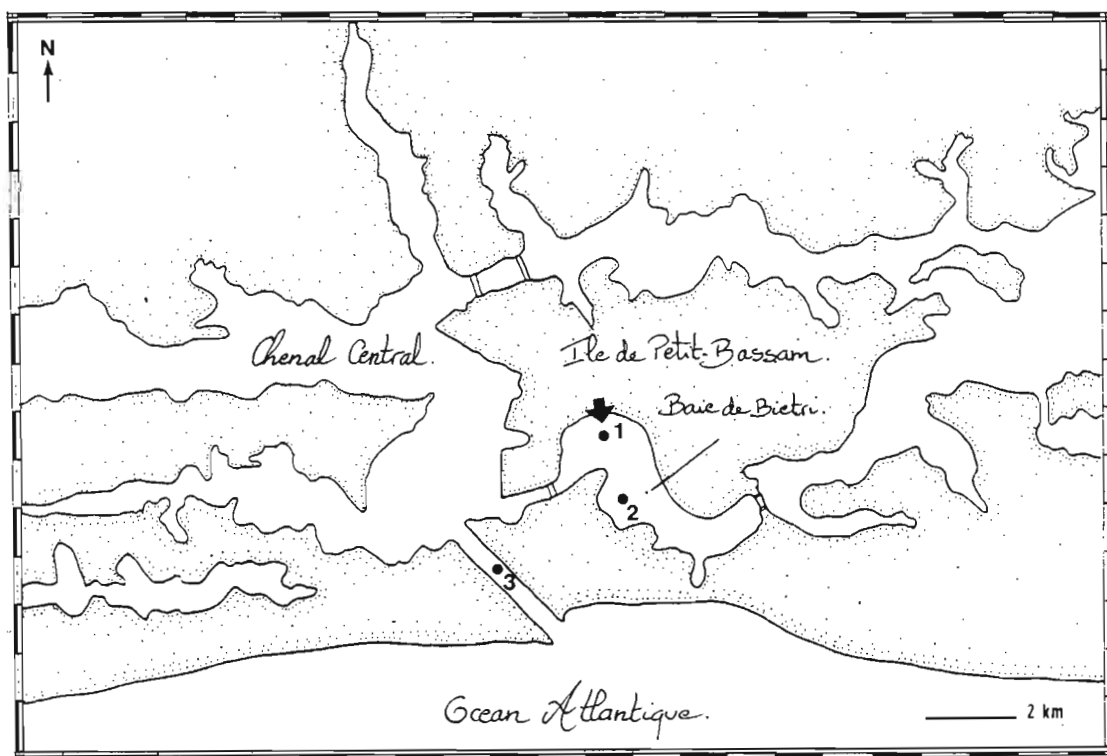 N
Chenal Central.
Ile de Petit-Bassam.
Baie de Bietri.
1
2
3
Ocean Atlantique.
2 km